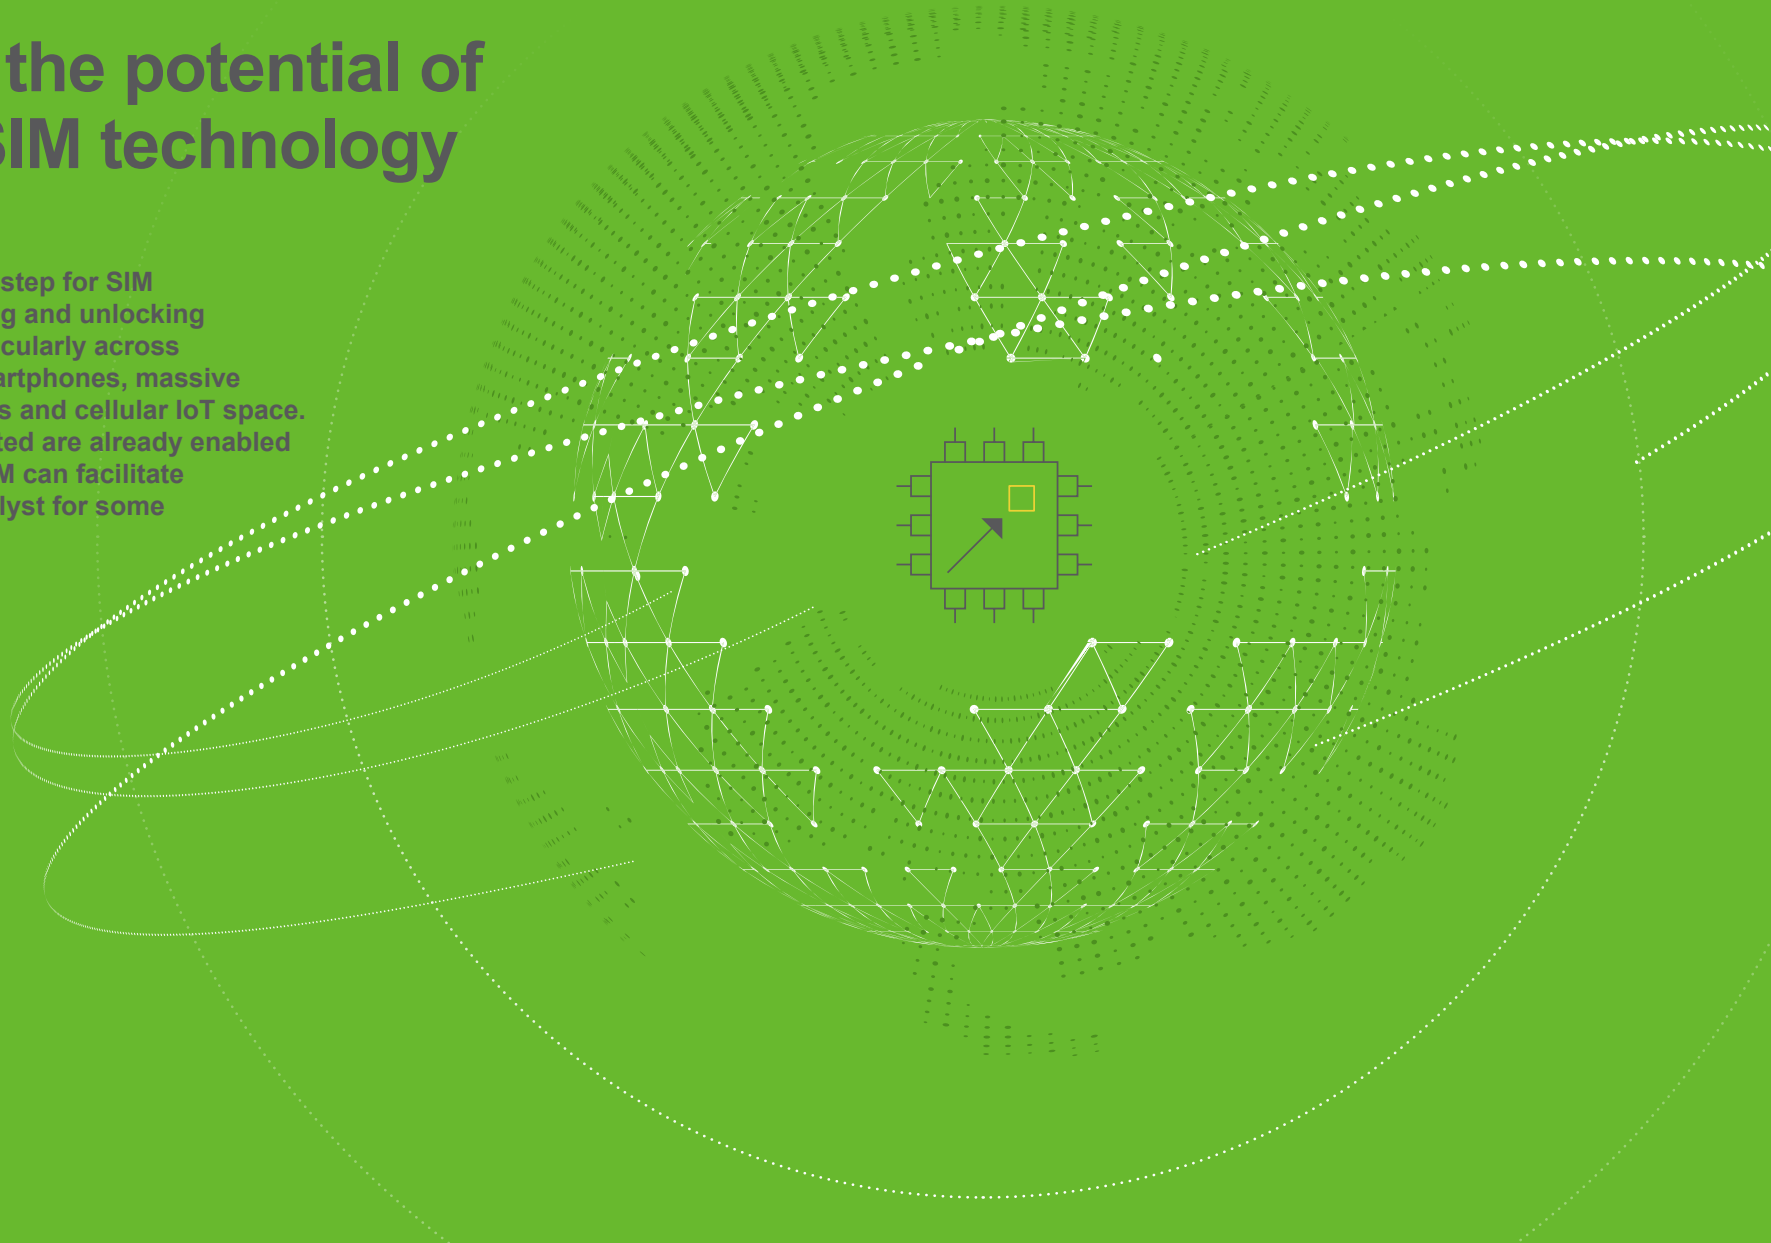 the potential of
SIM technology
step for SIM
g and unlocking
cularly across
artphones, massive
s and cellular IoT space.
ted are already enabled
M can facilitate
lyst for some